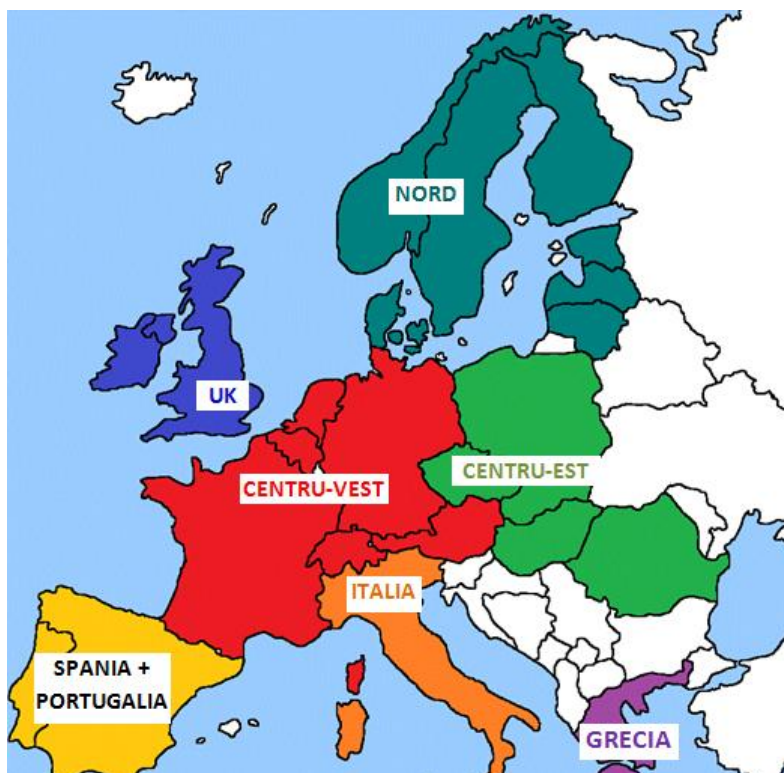 NORD
UK
CENTRU-VEST
CENTRU-EST
ITALIA
SPANIA +
PORTUGALIA
GRECIA